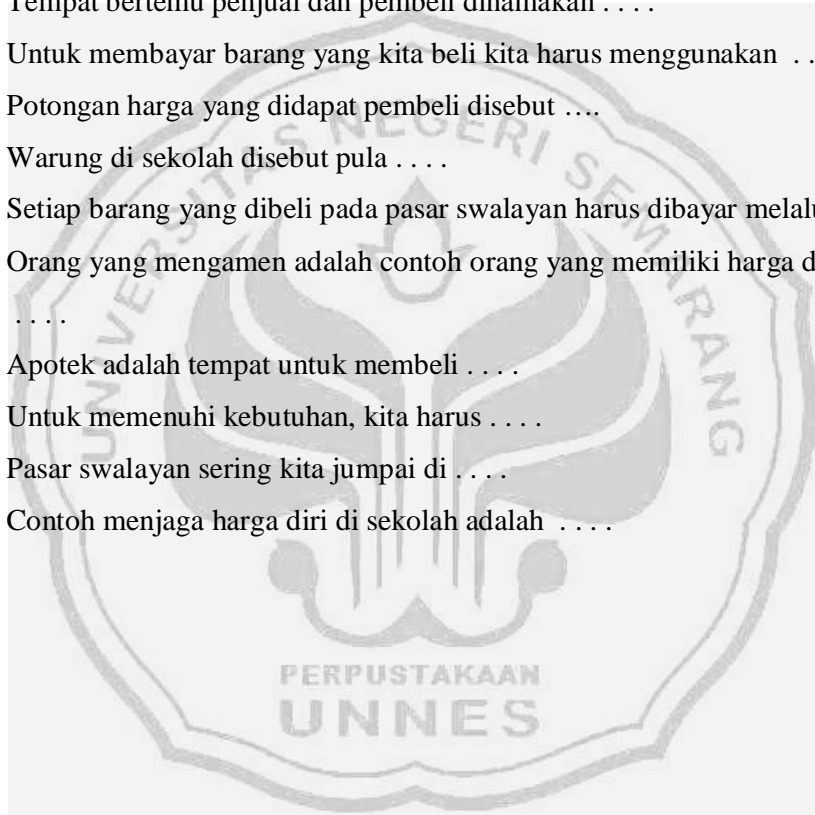 Tempat bertemu penjual dan pembeli dinamakan . . . .
Untuk membayar barang yang kita beli kita harus menggunakan . .
Potongan harga yang didapat pembeli disebut ….
Warung di sekolah disebut pula . . . .
Setiap barang yang dibeli pada pasar swalayan harus dibayar
Orang yang mengamen adalah contoh orang yang memiliki harga
. . . .
Apotek adalah tempat untuk membeli . . . .
Untuk memenuhi kebutuhan, kita harus . . . .
Pasar swalayan sering kita jumpai di . . . .
Contoh menjaga harga diri di sekolah adalah . . . .
UNIVERSITAS NEGERI SEMARANG
PERPUSTAKAAN
UNNES